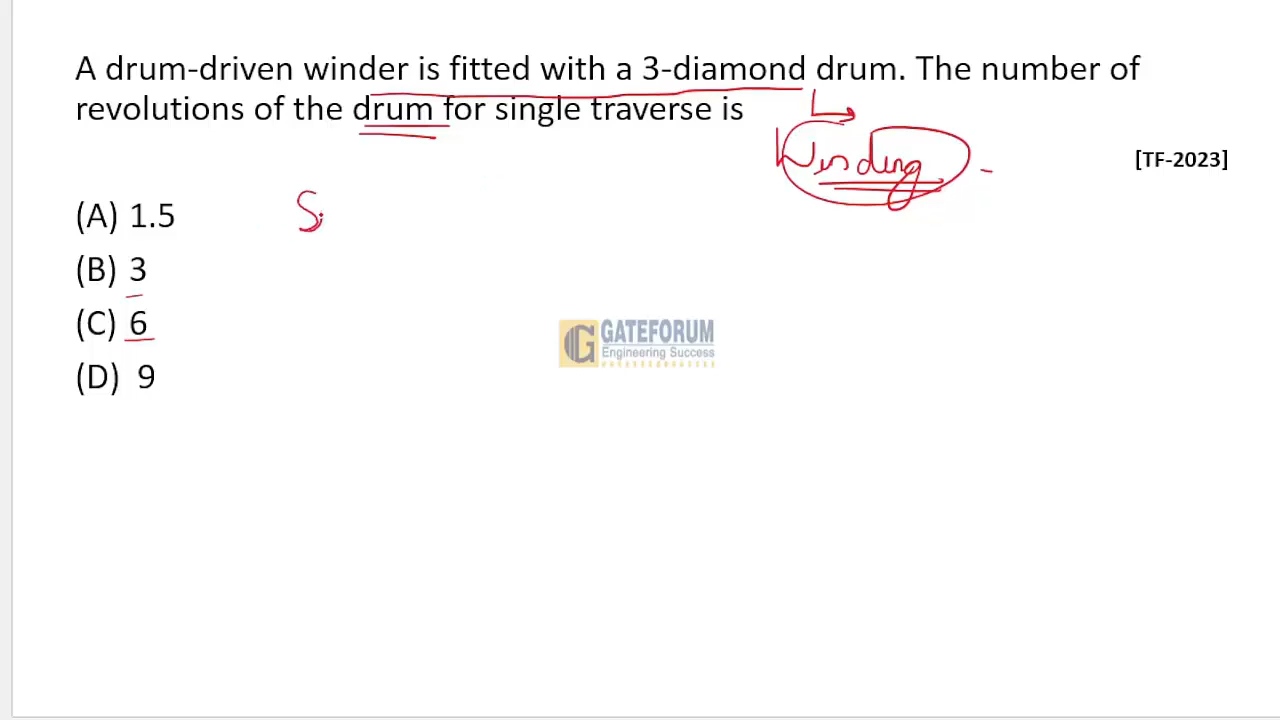 A drum-driven winder is fitted with a 3-diamond drum. The number of
revolutions of the drum for single traverse is
Winding
[TF-2023]
(A) 1.5
Si
(B) 3
(C) 6
(D) 9
GATEFORUM
Engineering Success